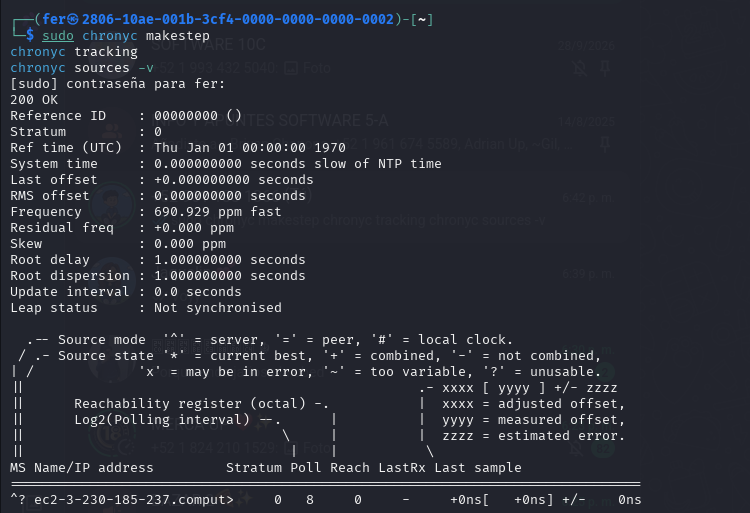 ┌──(fer㉿2806-10ae-001b-3cf4-0000-0000-0000-0002)-[~]
└─$ sudo chronyc makestep
chronyc tracking
chronyc sources -v
[sudo] contraseña para fer:
200 OK
Reference ID    : 00000000 ()
Stratum         : 0
Ref time (UTC)  : Thu Jan 01 00:00:00 1970
System time     : 0.000000000 seconds slow of NTP time
Last offset     : +0.000000000 seconds
RMS offset      : 0.000000000 seconds
Frequency       : 690.929 ppm fast
Residual freq   : +0.000 ppm
Skew            : 0.000 ppm
Root delay      : 1.000000000 seconds
Root dispersion : 1.000000000 seconds
Update interval : 0.0 seconds
Leap status     : Not synchronised
  .-- Source mode  '^' = server, '=' = peer, '#' = local clock.
 / .- Source state '*' = current best, '+' = combined, '-' = not combined,
| /             'x' = may be in error, '~' = too variable, '?' = unusable.
||                                                 .- xxxx [ yyyy ] +/- zzzz
||      Reachability register (octal) -.           |  xxxx = adjusted offset,
||      Log2(Polling interval) --.      |          |  yyyy = measured offset,
||                                \     |          |  zzzz = estimated error.
||                                 |    |           \
MS Name/IP address         Stratum Poll Reach LastRx Last sample
===============================================================================
^? ec2-3-230-185-237.comput>     0   8     0     -     +0ns[   +0ns] +/-    0ns
SOFTWARE 10C